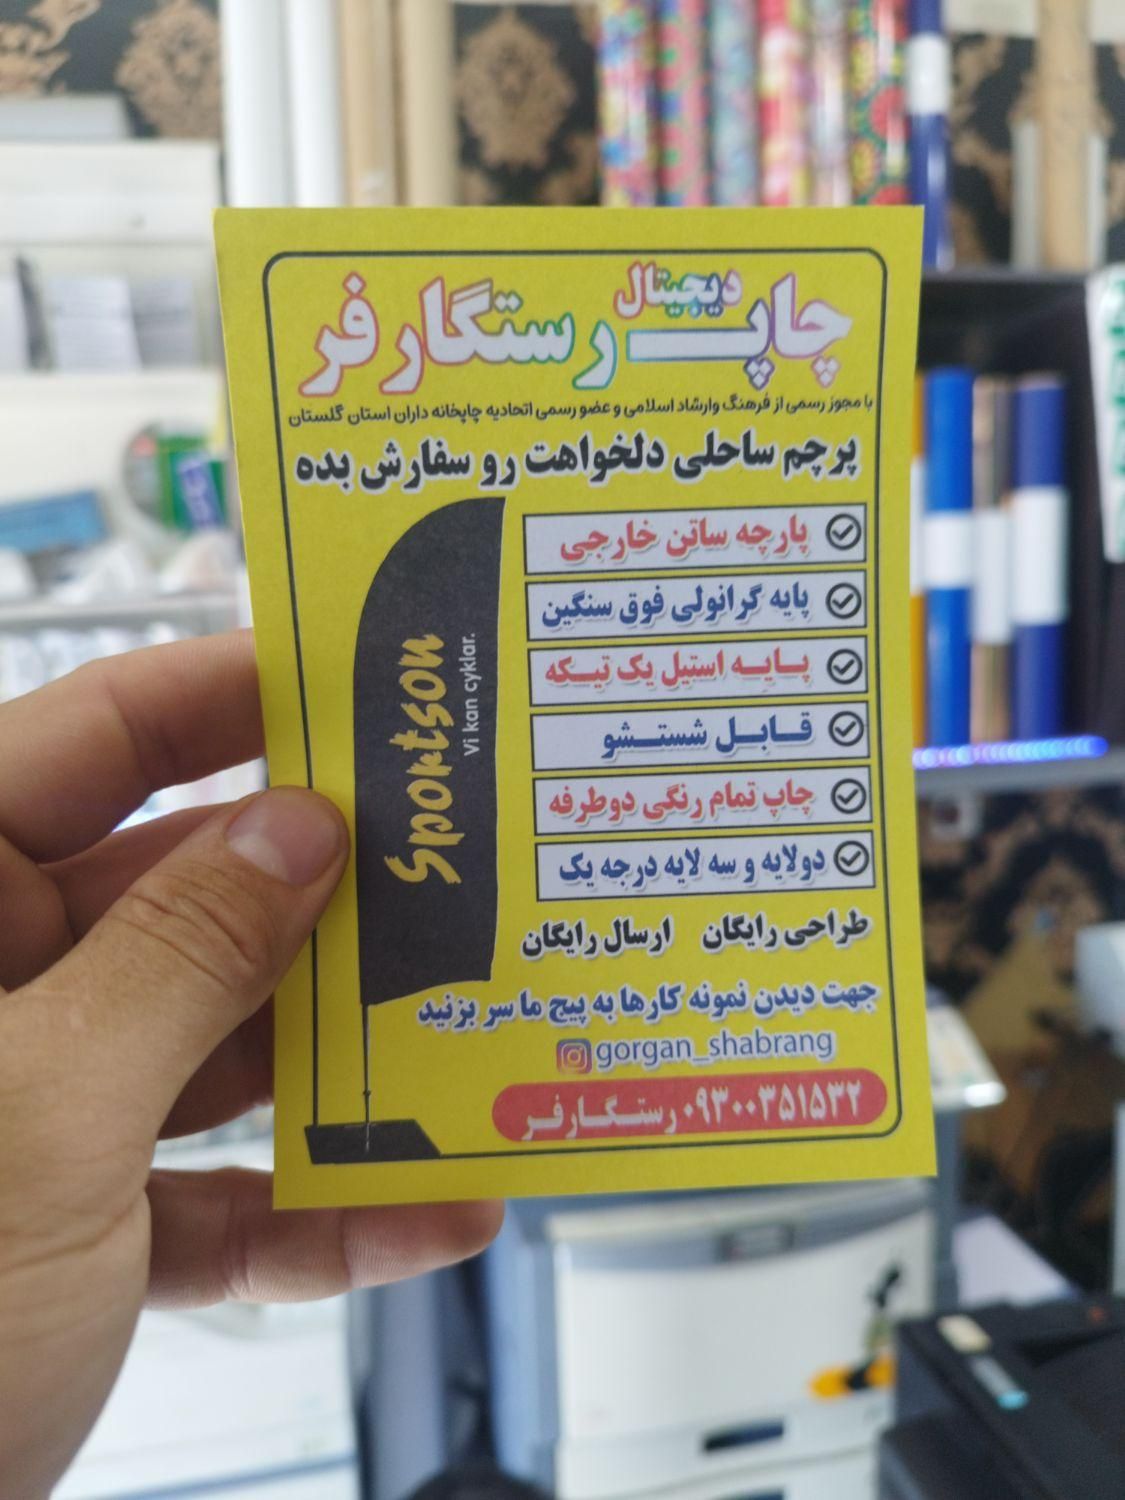 چاپ دیجیتال رستگار فر
با مجوز رسمی از فرهنگ وارشاد اسلامی و عضو رسمی اتحادیه چاپخانه داران استان گلستان
پرچم ساحلی دلخواهت رو سفارش بده
پارچه ساتن خارجی
پایه گرانولی فوق سنگین
پایه استیل یک تیکه
قابل شستشو
چاپ تمام رنگی دوطرفه
دولایه و سه لایه درجه یک
Sportson
Vi kan cyklar.
طراحی رایگان ارسال رایگان
جهت دیدن نمونه کارها به پیج ما سر بزنید
gorgan_shabrang
۰۹۳۰۰۳۵۱۵۳۲ رستگار فر